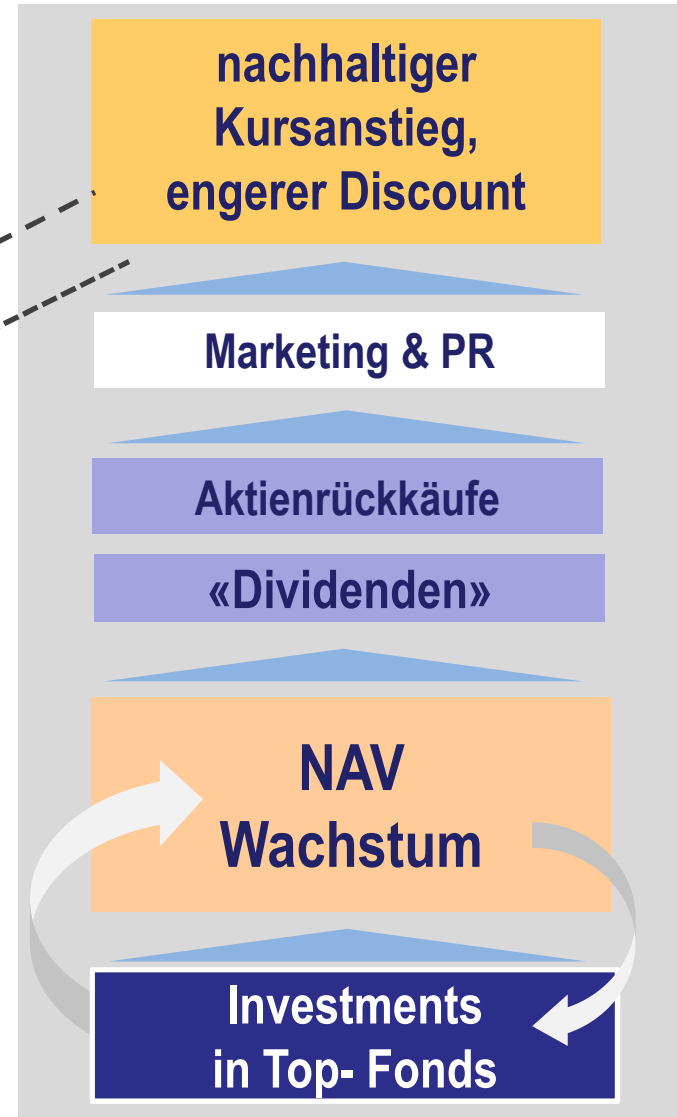 nachhaltiger
Kursanstieg,
engerer Discount
Marketing & PR
Aktienrückkäufe
«Dividenden»
NAV
Wachstum
Investments
in Top- Fonds